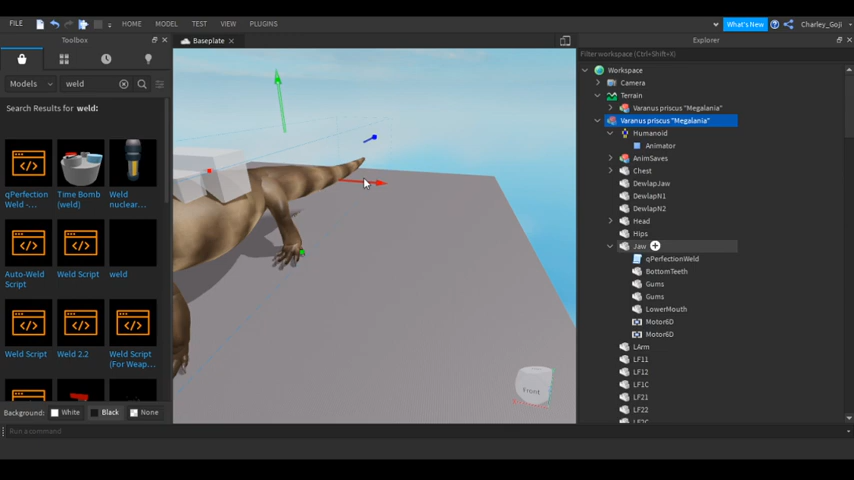 FILE
HOME
MODEL
TEST
VIEW
PLUGINS
What's New
Charley_Goji
Toolbox
Baseplate
Explorer
Models
weld
Search Results for weld:
qPerfection
Weld -...
Time Bomb
(weld)
Weld
nuclear...
Auto-Weld
Script
Weld Script
weld
Weld Script
Weld 2.2
Weld Script
(For Weap...
Background:
White
Black
None
Run a command
Front
Filter workspace (Ctrl+Shift+X)
Workspace
Camera
Terrain
Varanus priscus "Megalania"
Varanus priscus "Megalania"
Humanoid
Animator
AnimSaves
Chest
DewlapJaw
DewlapN1
DewlapN2
Head
Hips
Jaw
qPerfectionWeld
BottomTeeth
Gums
Gums
LowerMouth
Motor6D
Motor6D
LArm
LF11
LF12
LF1C
LF21
LF22